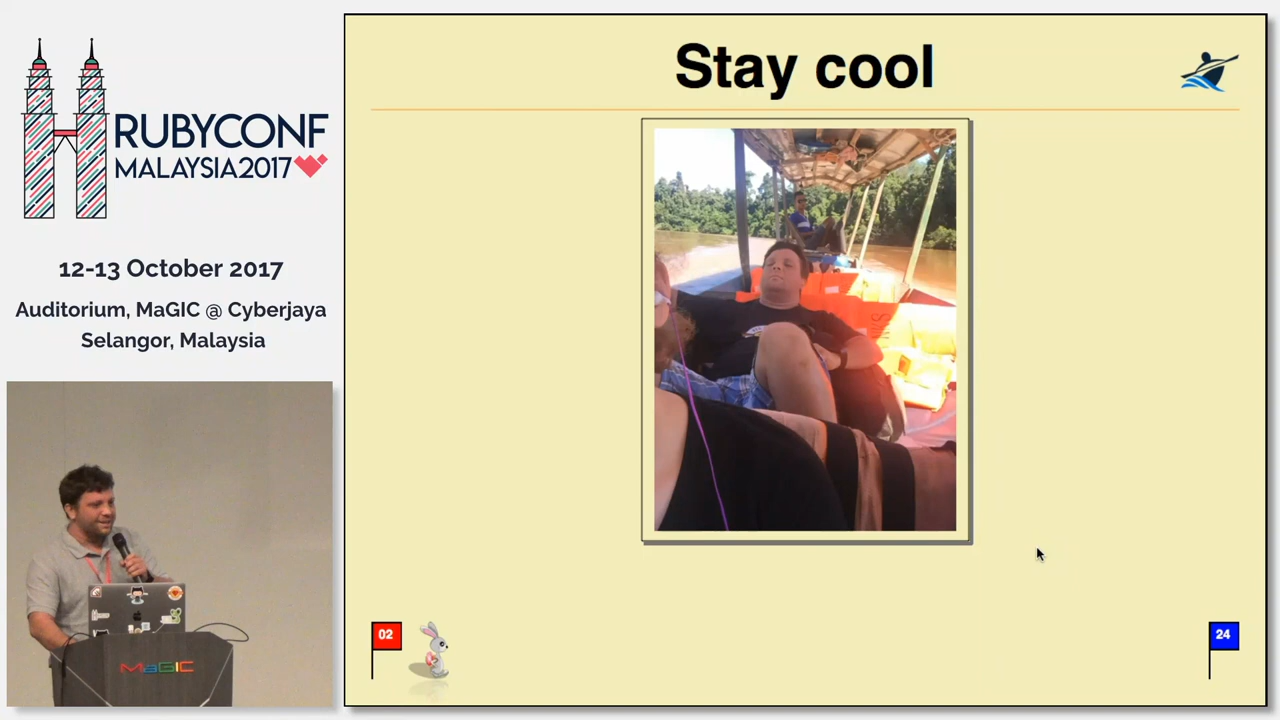 RUBYCONF
MALAYSIA2017
12-13 October 2017
Auditorium, MaGIC @ Cyberjaya
Selangor, Malaysia
MaGIC
Stay cool
02
24